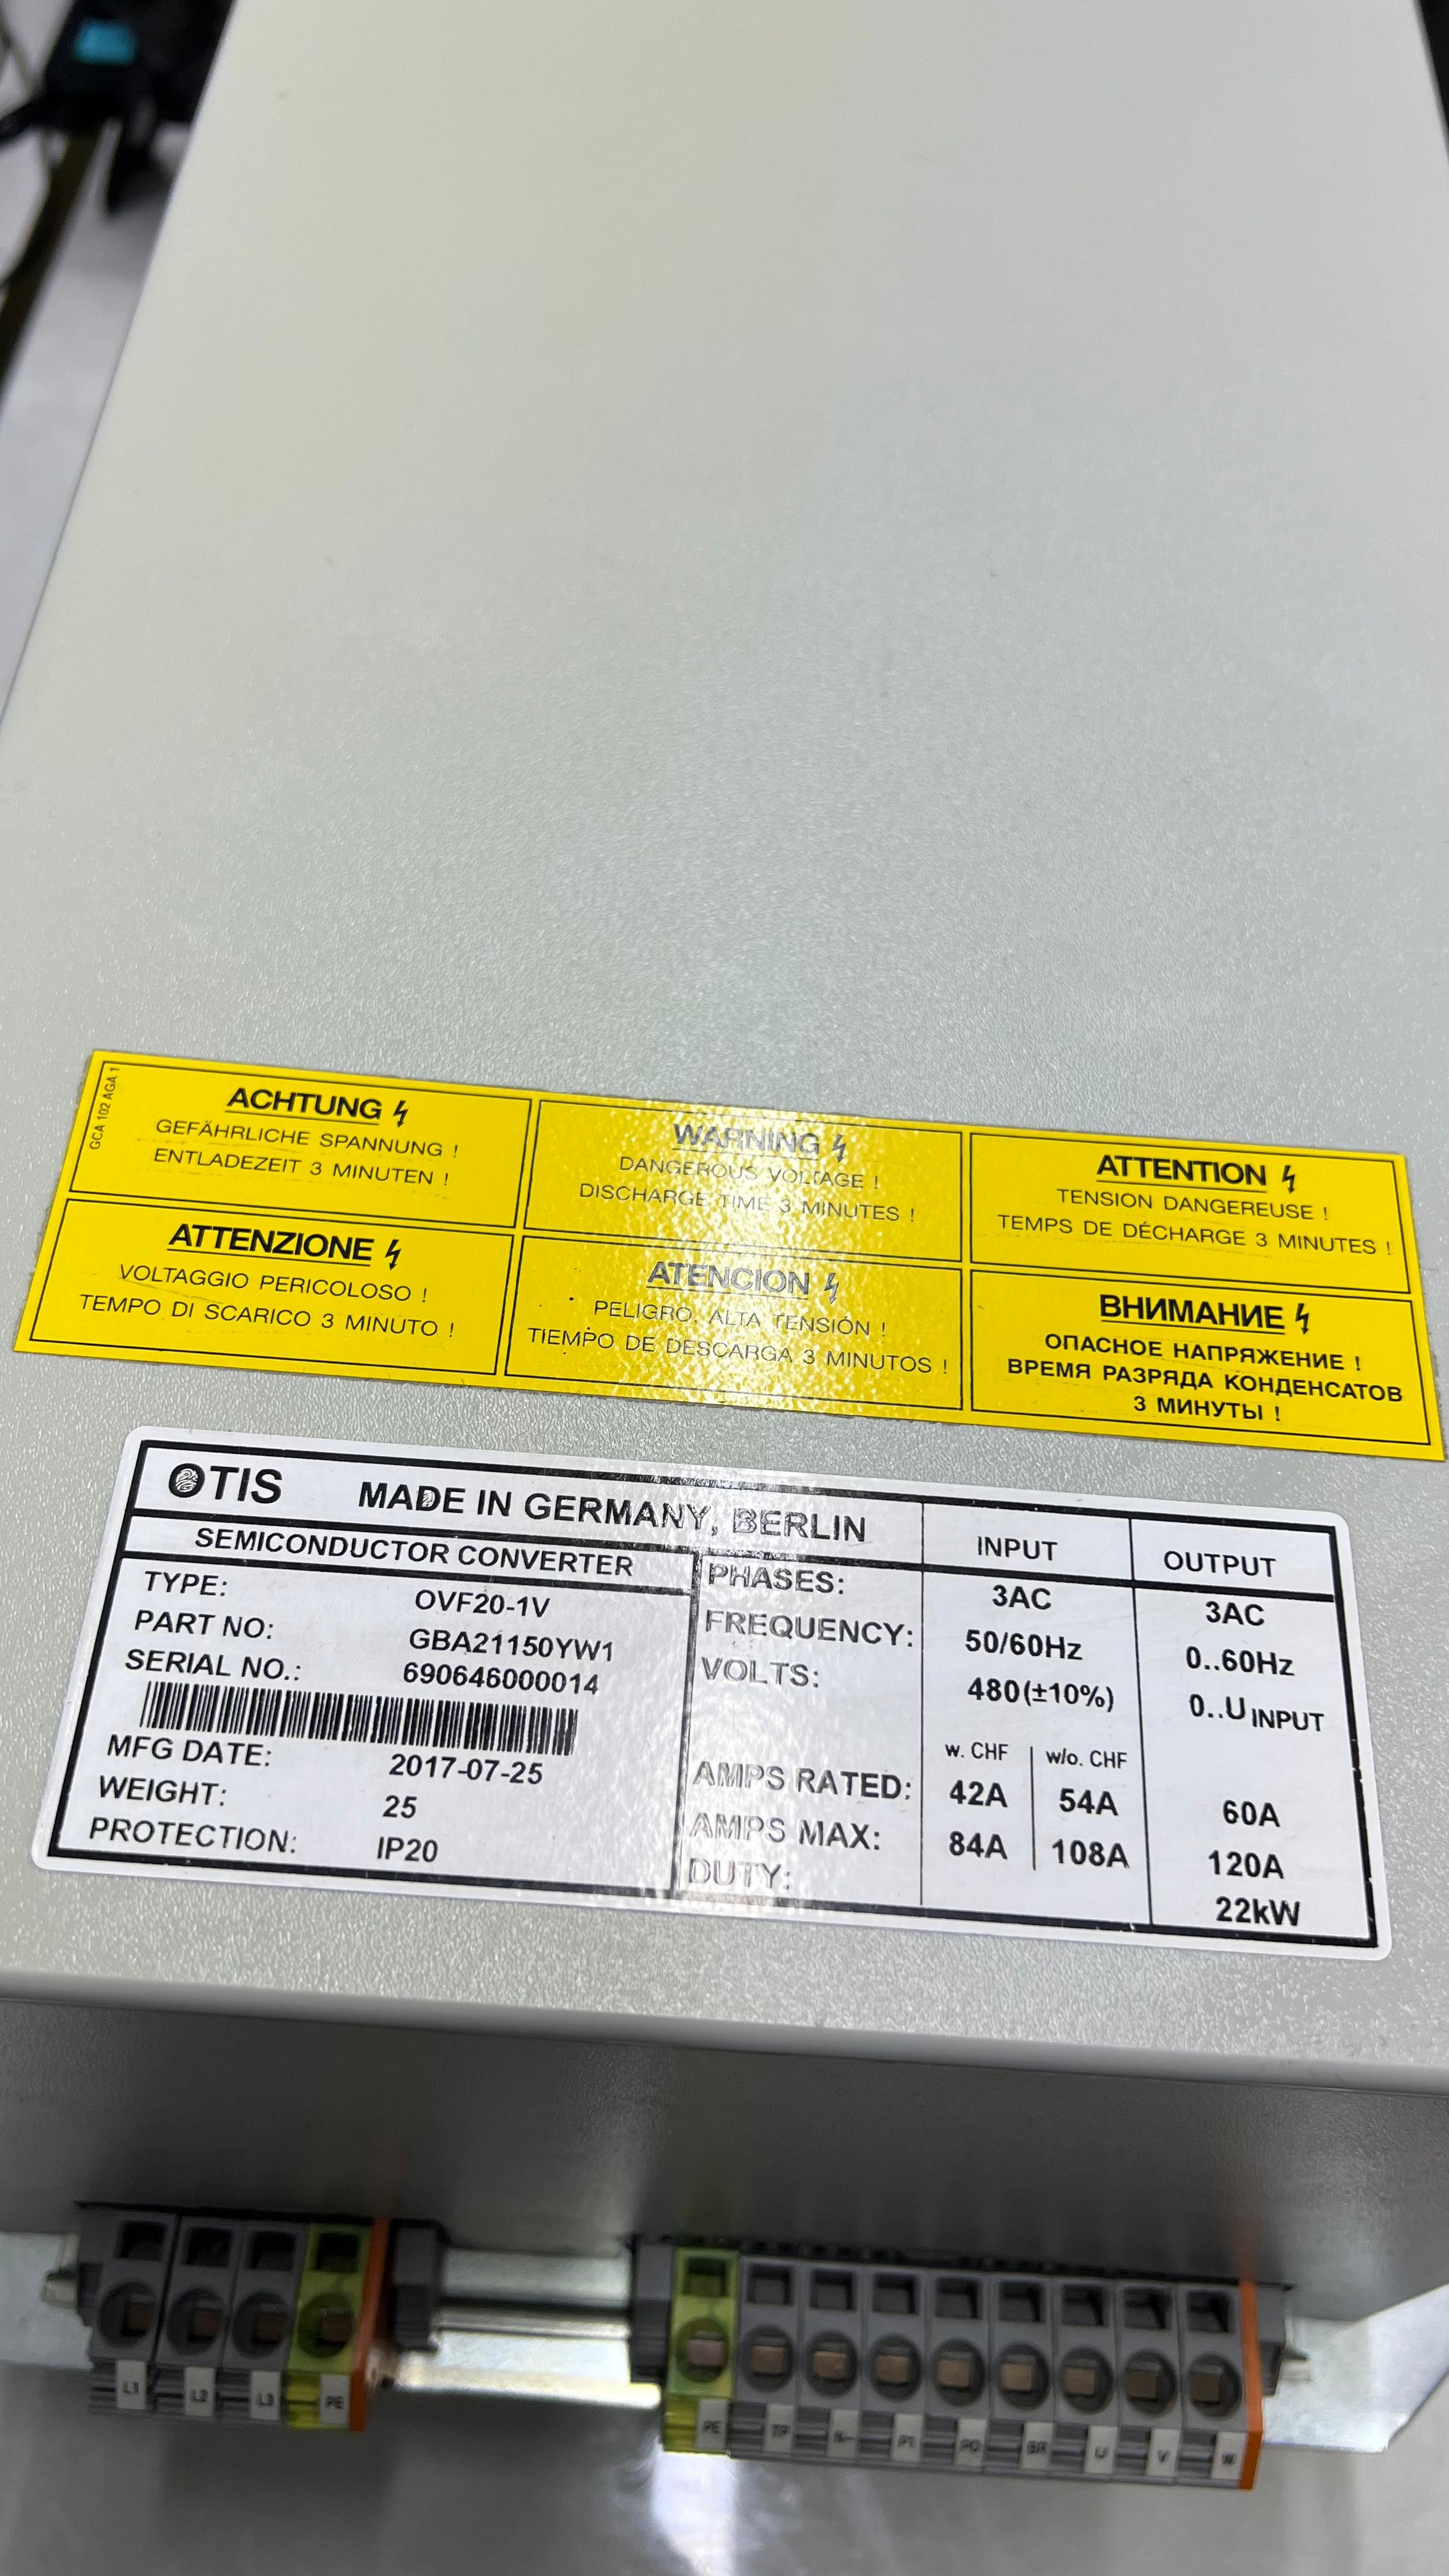 GCA 102 AGA 1
ACHTUNG
GEFÄHRLICHE SPANNUNG !
ENTLADEZEIT 3 MINUTEN !
WARNING
DANGEROUS VOLTAGE !
DISCHARGE TIME 3 MINUTES !
ATTENTION
TENSION DANGEREUSE !
TEMPS DE DÉCHARGE 3 MINUTES !
ATTENZIONE
VOLTAGGIO PERICOLOSO !
TEMPO DI SCARICO 3 MINUTO !
ATENCION
PELIGRO, ALTA TENSIÓN !
TIEMPO DE DESCARGA 3 MINUTOS !
ВНИМАНИЕ
ОПАСНОЕ НАПРЯЖЕНИЕ !
ВРЕМЯ РАЗРЯДА КОНДЕНСАТОВ
3 МИНУТЫ !
OTIS MADE IN GERMANY, BERLIN
SEMICONDUCTOR CONVERTER
TYPE: OVF20-1V
PART NO: GBA21150YW1
SERIAL NO.: 690646000014
MFG DATE: 2017-07-25
WEIGHT: 25
PROTECTION: IP20
INPUT OUTPUT
PHASES: 3AC 3AC
FREQUENCY: 50/60Hz 0..60Hz
VOLTS: 480(±10%) 0..U INPUT
w. CHF w/o. CHF
AMPS RATED: 42A 54A 60A
AMPS MAX: 84A 108A 120A
DUTY: 22kW
L1 L2 L3 PE
PE TP P1 PO BR U V W